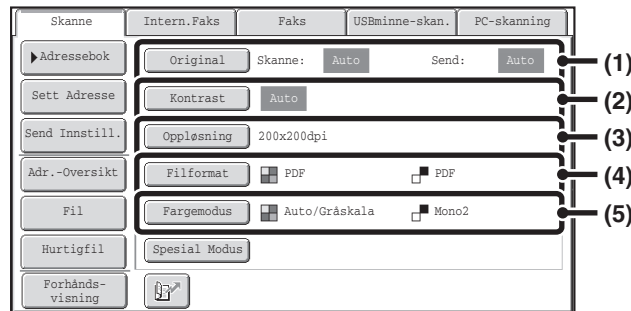 Skanne Intern.Faks Faks USBminne-skan. PC-skanning
Adressebok Original Skanne: Auto Send: Auto (1)
Sett Adresse Kontrast Auto (2)
Send Innstill. Oppløsning 200x200dpi (3)
Adr.-Oversikt Filformat PDF PDF (4)
Fil Fargemodus Auto/Gråskala Mono2 (5)
Hurtigfil Spesial Modus
Forhånds-
visning